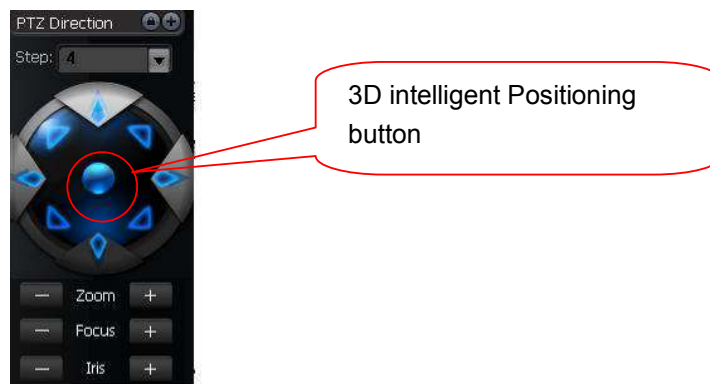 PTZ Direction
Step: 4
3D intelligent Positioning
button
— Zoom +
— Focus +
— Iris +